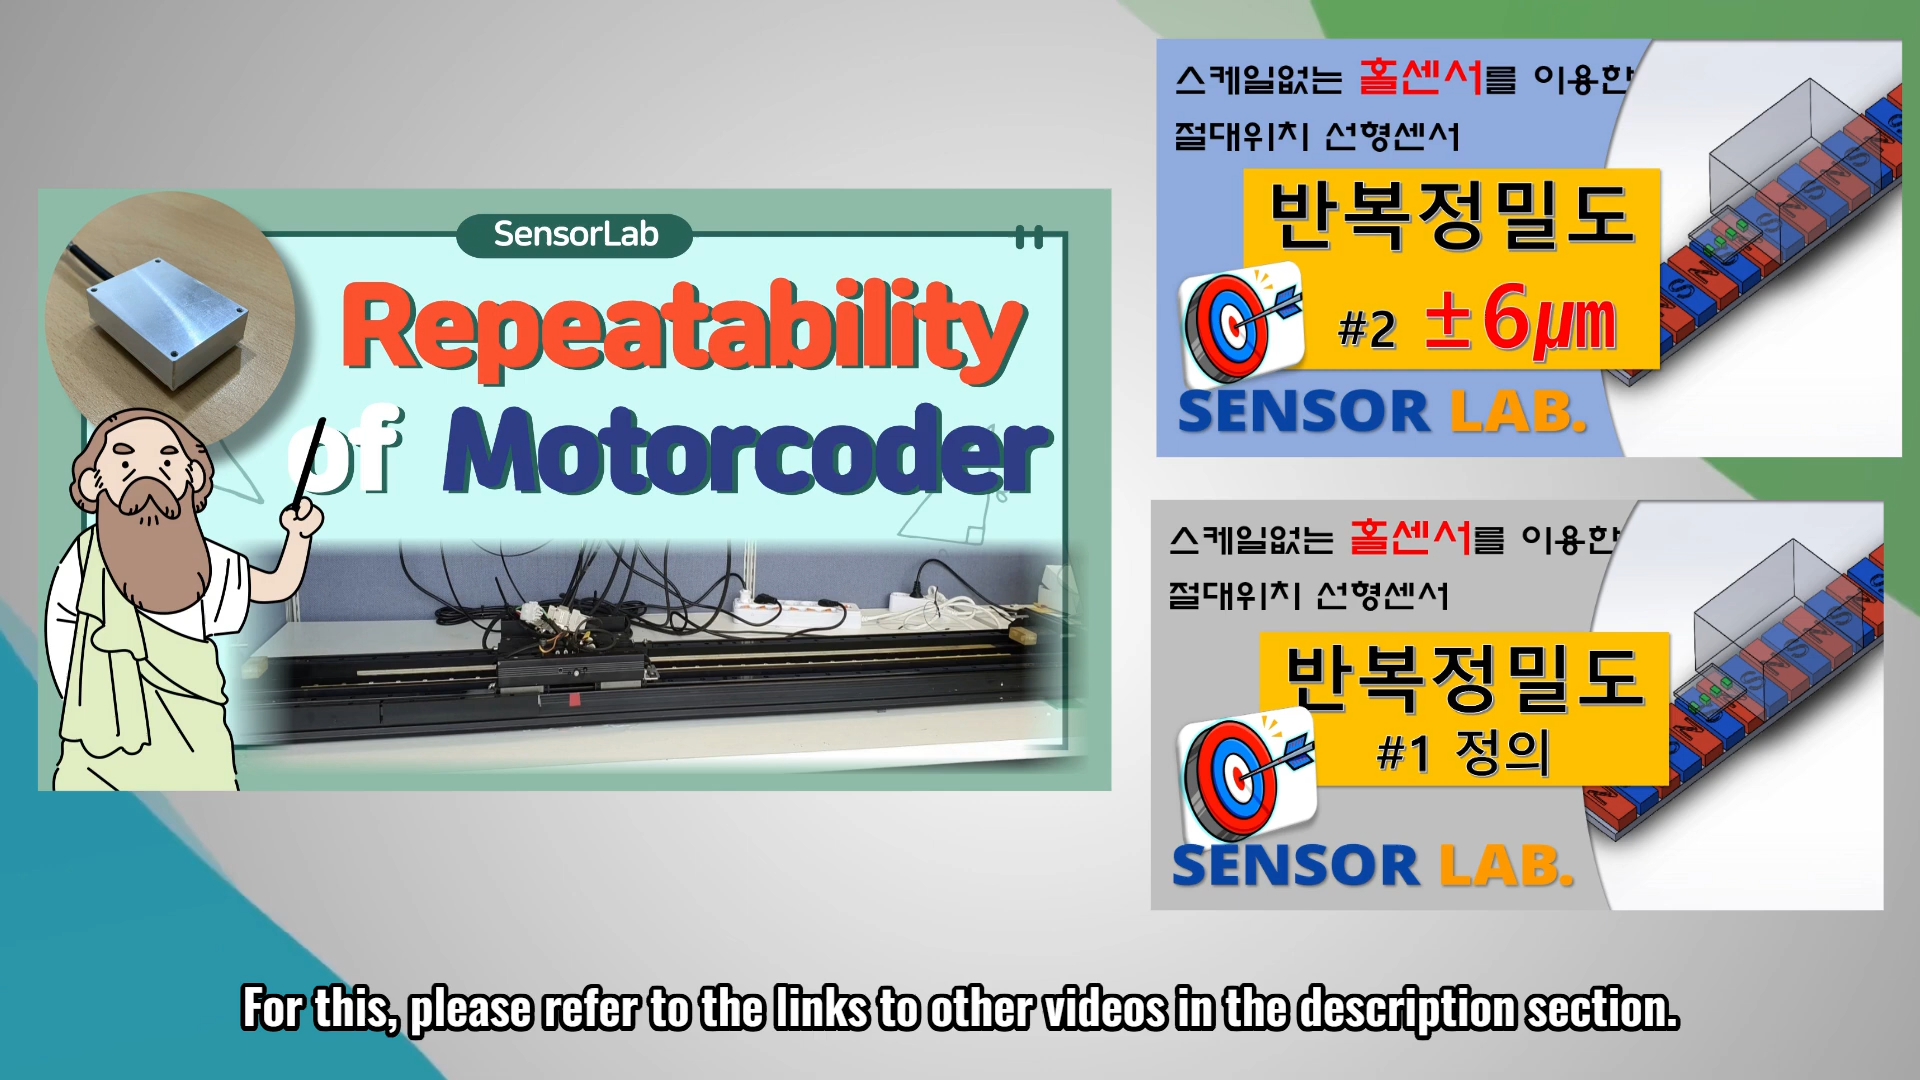 SensorLab
Repeatability
of Motorcoder
스케일없는 홀센서를 이용한
절대위치 선형센서
반복정밀도
#2 ±6μm
SENSOR LAB.
스케일없는 홀센서를 이용한
절대위치 선형센서
반복정밀도
#1 정의
SENSOR LAB.
For this, please refer to the links to other videos in the description section.